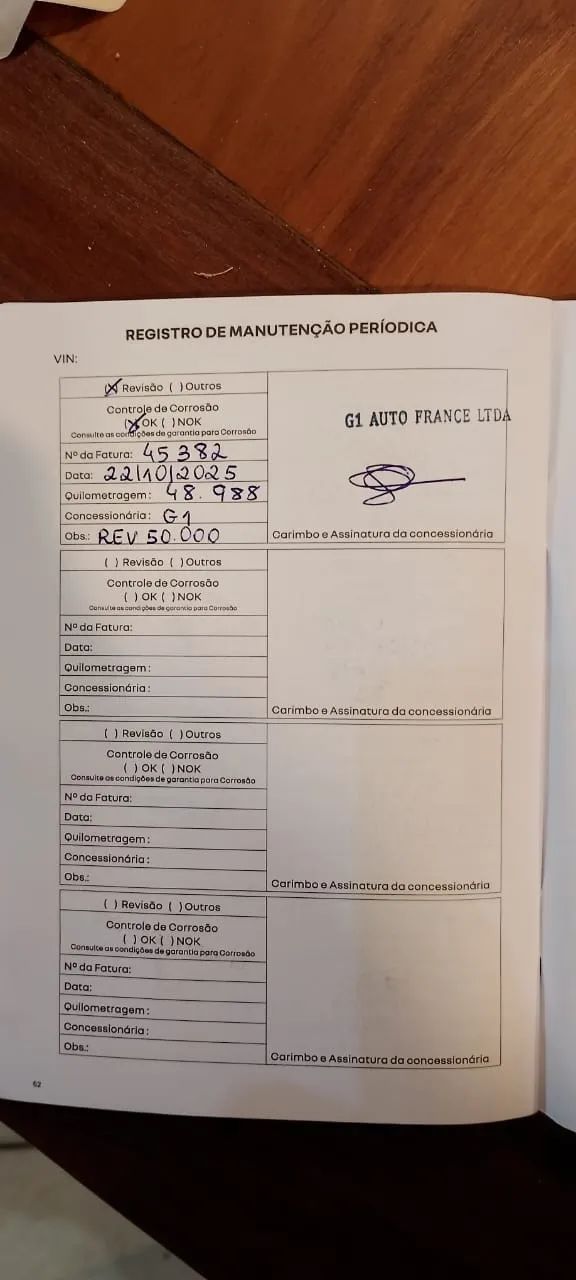 REGISTRO DE MANUTENÇÃO PERÍODICA
VIN:
(X) Revisão ( ) Outros
Controle de Corrosão
(X) OK ( ) NOK
Consulte as condições de garantia para Corrosão
Nº da Fatura: 45382
Data: 22/10/2025
Quilometragem: 48.988
Concessionária: G1
Obs.: REV 50.000
G1 AUTO FRANCE LTDA
Carimbo e Assinatura da concessionária
( ) Revisão ( ) Outros
Controle de Corrosão
( ) OK ( ) NOK
Consulte as condições de garantia para Corrosão
Nº da Fatura:
Data:
Quilometragem:
Concessionária:
Obs.:
Carimbo e Assinatura da concessionária
( ) Revisão ( ) Outros
Controle de Corrosão
( ) OK ( ) NOK
Consulte as condições de garantia para Corrosão
Nº da Fatura:
Data:
Quilometragem:
Concessionária:
Obs.:
Carimbo e Assinatura da concessionária
( ) Revisão ( ) Outros
Controle de Corrosão
( ) OK ( ) NOK
Consulte as condições de garantia para Corrosão
Nº da Fatura:
Data:
Quilometragem:
Concessionária:
Obs.:
Carimbo e Assinatura da concessionária
62